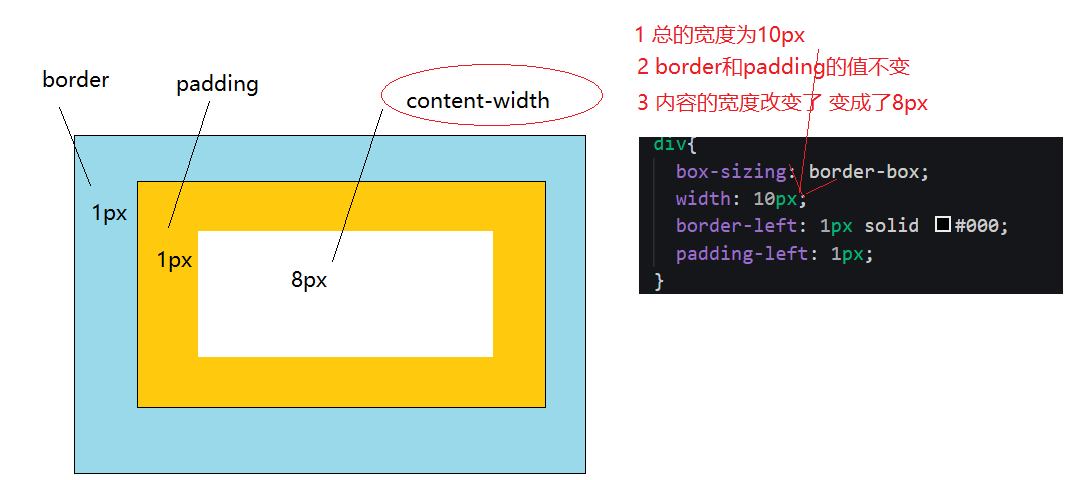 1 总的宽度为10px
2 border和padding的值不变
3 内容的宽度改变了 变成了8px
border
padding
content-width
1px
1px
8px
div{
box-sizing: border-box;
width: 10px;
border-left: 1px solid #000;
padding-left: 1px;
}